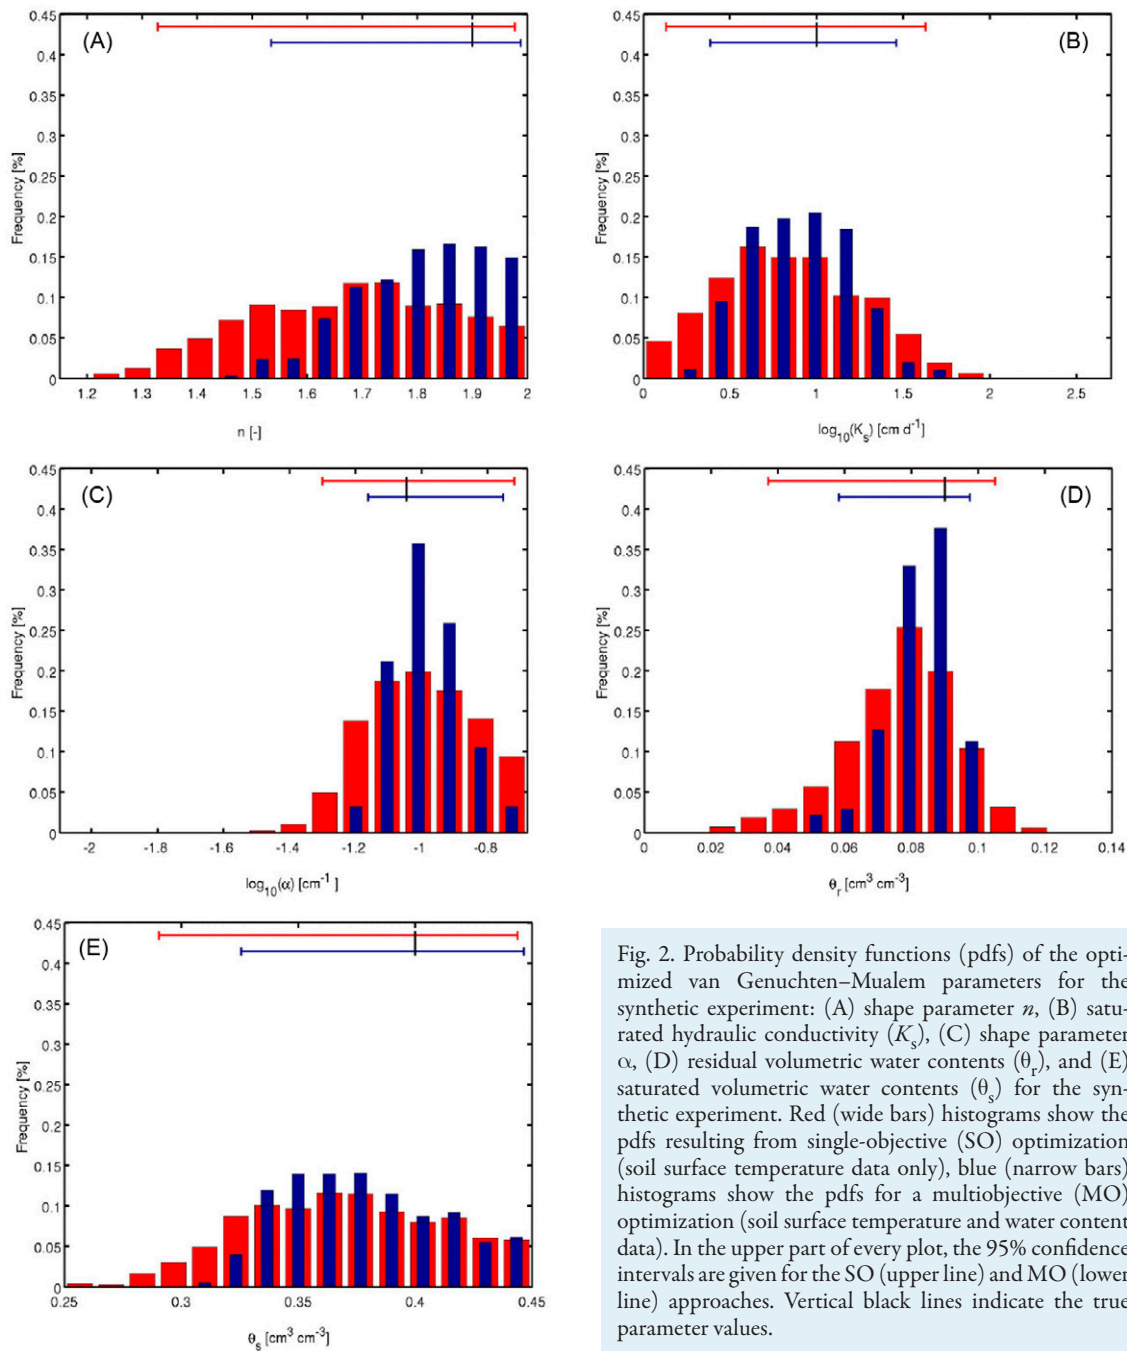 (A)
0.45
0.4
0.35
0.3
0.25
0.2
0.15
0.1
0.05
0
Frequency [%]
1.2 1.3 1.4 1.5 1.6 1.7 1.8 1.9 2
n [-]
(B)
0.45
0.4
0.35
0.3
0.25
0.2
0.15
0.1
0.05
0
Frequency [%]
0 0.5 1 1.5 2 2.5
log₁₀(Kₛ) [cm d⁻¹]
(C)
0.45
0.4
0.35
0.3
0.25
0.2
0.15
0.1
0.05
0
Frequency [%]
-2 -1.8 -1.6 -1.4 -1.2 -1 -0.8
log₁₀(α) [cm⁻¹]
(D)
0.45
0.4
0.35
0.3
0.25
0.2
0.15
0.1
0.05
0
Frequency [%]
0 0.02 0.04 0.06 0.08 0.1 0.12 0.14
θᵣ [cm³ cm⁻³]
(E)
0.45
0.4
0.35
0.3
0.25
0.2
0.15
0.1
0.05
0
Frequency [%]
0.25 0.3 0.35 0.4 0.45
θₛ [cm³ cm⁻³]
Fig. 2. Probability density functions (pdfs) of the opti-
mized van Genuchten–Mualem parameters for the
synthetic experiment: (A) shape parameter n, (B) satu-
rated hydraulic conductivity (Kₛ), (C) shape parameter
α, (D) residual volumetric water contents (θᵣ), and (E)
saturated volumetric water contents (θₛ) for the syn-
thetic experiment. Red (wide bars) histograms show the
pdfs resulting from single-objective (SO) optimization
(soil surface temperature data only), blue (narrow bars)
histograms show the pdfs for a multiobjective (MO)
optimization (soil surface temperature and water content
data). In the upper part of every plot, the 95% confidence
intervals are given for the SO (upper line) and MO (lower
line) approaches. Vertical black lines indicate the true
parameter values.